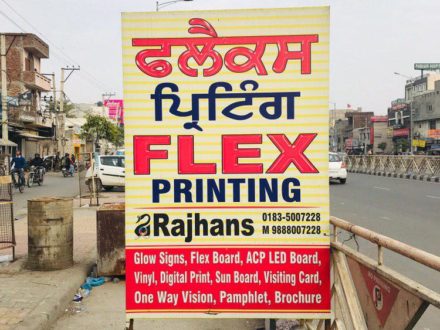 ਫਲੈਕਸ
ਪ੍ਰਿਟਿੰਗ
FLEX
PRINTING
Rajhans
0183-5007228
M 9888007228
Glow Signs, Flex Board, ACP LED Board,
Vinyl, Digital Print, Sun Board, Visiting Card,
One Way Vision, Pamphlet, Brochure